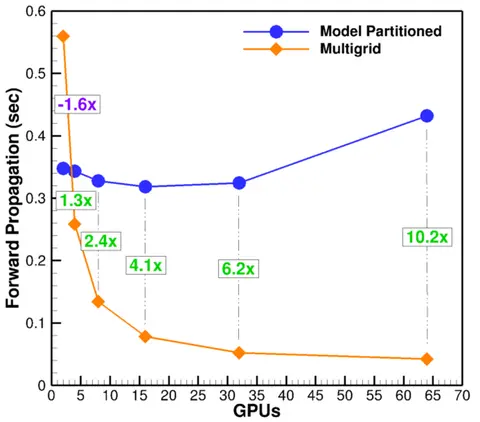 0.6
0.5
0.4
0.3
0.2
0.1
0
Forward Propagation (sec)
Model Partitioned
Multigrid
-1.6x
1.3x
2.4x
4.1x
6.2x
10.2x
0 5 10 15 20 25 30 35 40 45 50 55 60 65 70
GPUs